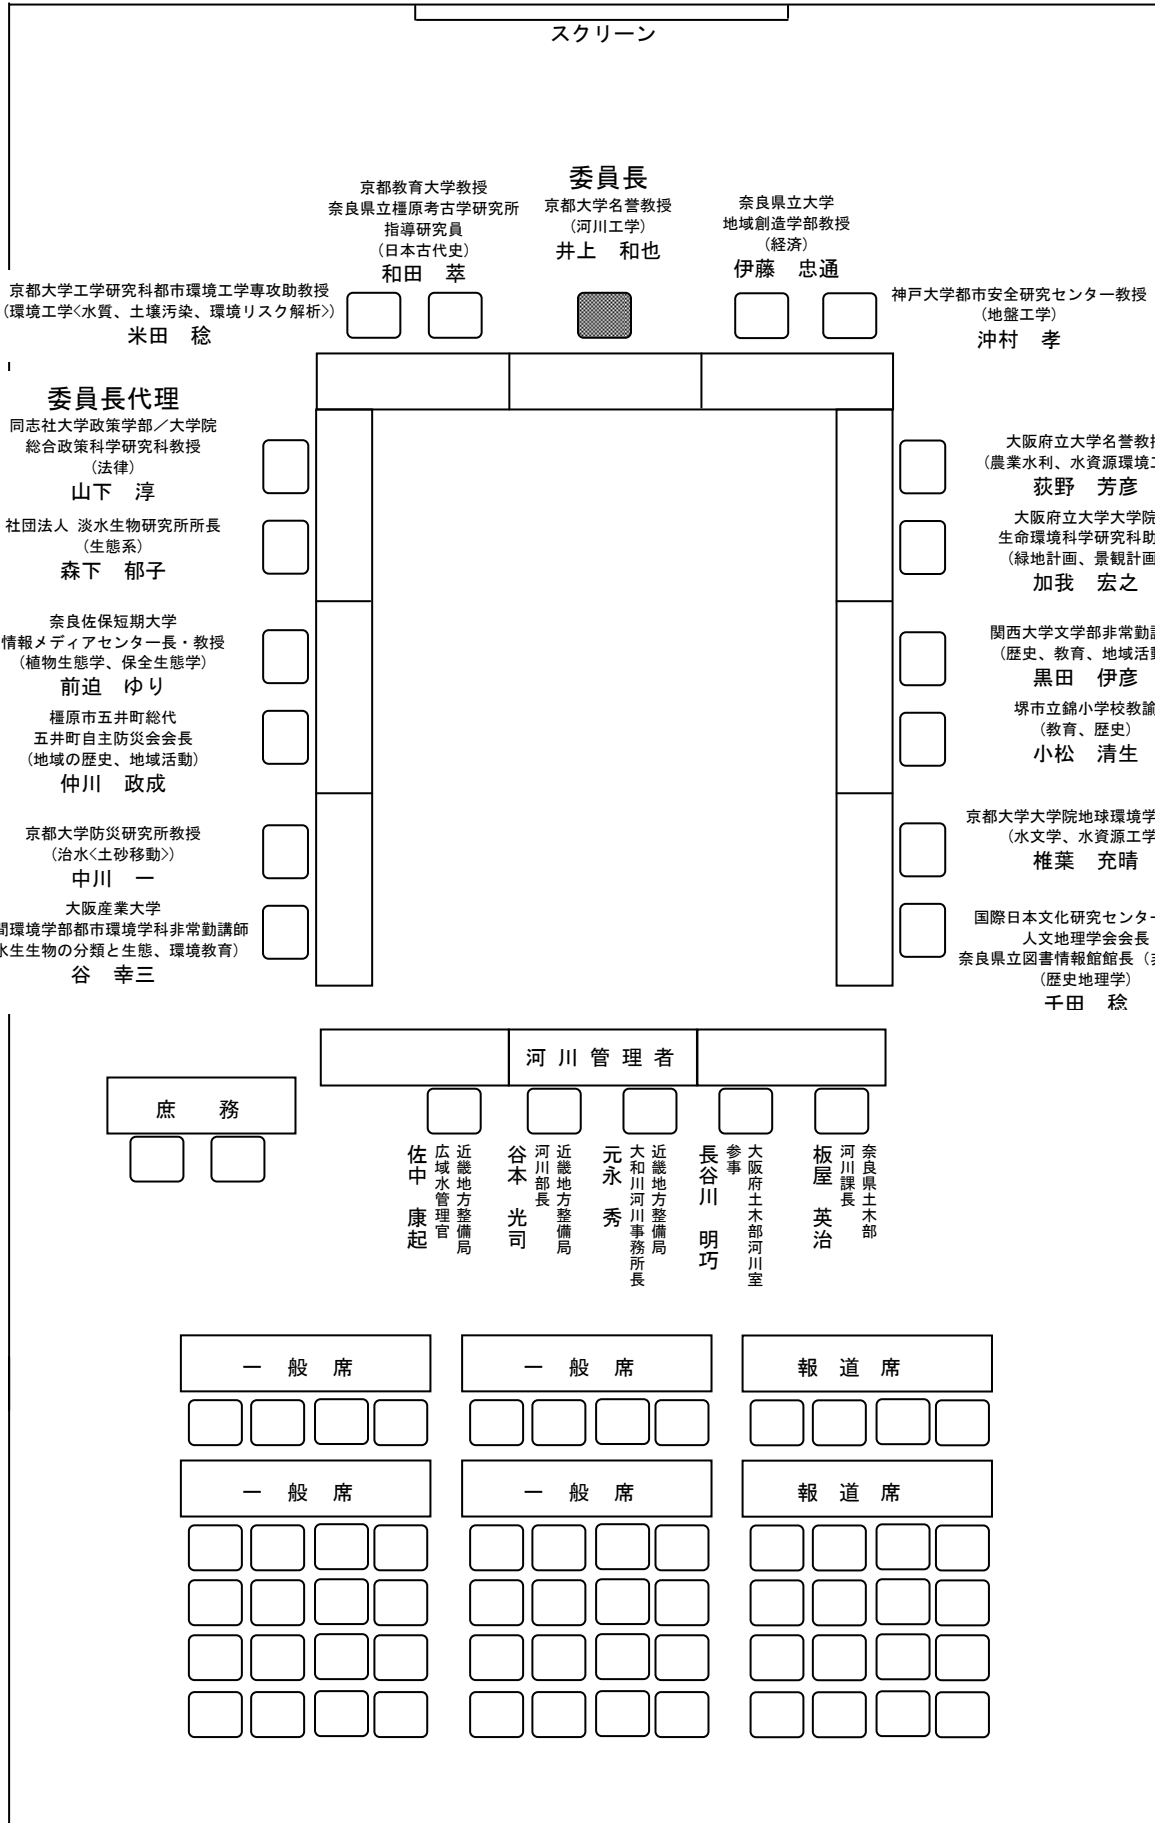 スクリーン
京都教育大学教授
奈良県立橿原考古学研究所
指導研究員
(日本古代史)
和田　萃
委員長
京都大学名誉教授
(河川工学)
井上　和也
奈良県立大学
地域創造学部教授
(経済)
伊藤　忠通
京都大学工学研究科都市環境工学専攻助教授
(環境工学<水質、土壌汚染、環境リスク解析>)
米田　稔
神戸大学都市安全研究センター教授
(地盤工学)
沖村　孝
委員長代理
同志社大学政策学部／大学院
総合政策科学研究科教授
(法律)
山下　淳
社団法人 淡水生物研究所所長
(生態系)
森下　郁子
奈良佐保短期大学
情報メディアセンター長・教授
(植物生態学、保全生態学)
前迫　ゆり
橿原市五井町総代
五井町自主防災会会長
(地域の歴史、地域活動)
仲川　政成
京都大学防災研究所教授
(治水<土砂移動>)
中川　一
大阪産業大学
間環境学部都市環境学科非常勤講師
水生生物の分類と生態、環境教育)
谷　幸三
大阪府立大学名誉教
(農業水利、水資源環境
荻野　芳彦
大阪府立大学大学院
生命環境科学研究科助
(緑地計画、景観計画
加我　宏之
関西大学文学部非常勤
(歴史、教育、地域活
黒田　伊彦
堺市立錦小学校教諭
(教育、歴史)
小松　清生
京都大学大学院地球環境学
(水文学、水資源工学
椎葉　充晴
国際日本文化研究センター
人文地理学会会長
奈良県立図書情報館館長（
(歴史地理学)
千田　稔
河川管理者
庶　務
近畿地方整備局
広域水管理官
佐中　康起
近畿地方整備局
河川部長
谷本　光司
近畿地方整備局
大和川河川事務所長
元永　秀
大阪府土木部河川室
参事
長谷川　明巧
奈良県土木部
河川課長
板屋　英治
一　般　席
一　般　席
報　道　席
一　般　席
一　般　席
報　道　席